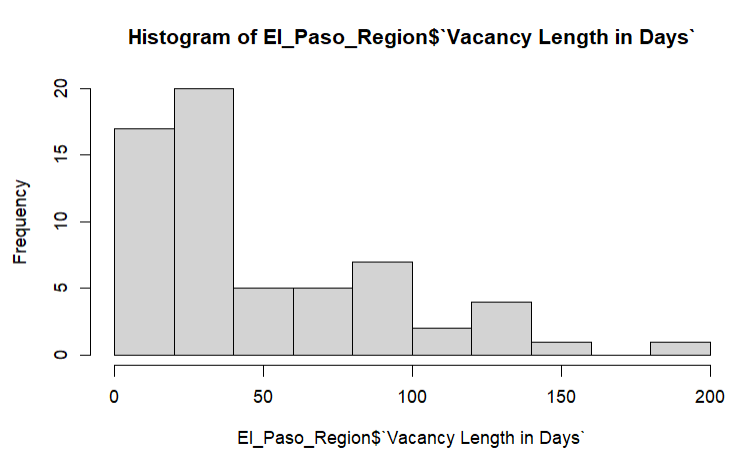 Histogram of El_Paso_Region$`Vacancy Length in Days`
Frequency
20
15
10
5
0
0 50 100 150 200
El_Paso_Region$`Vacancy Length in Days`